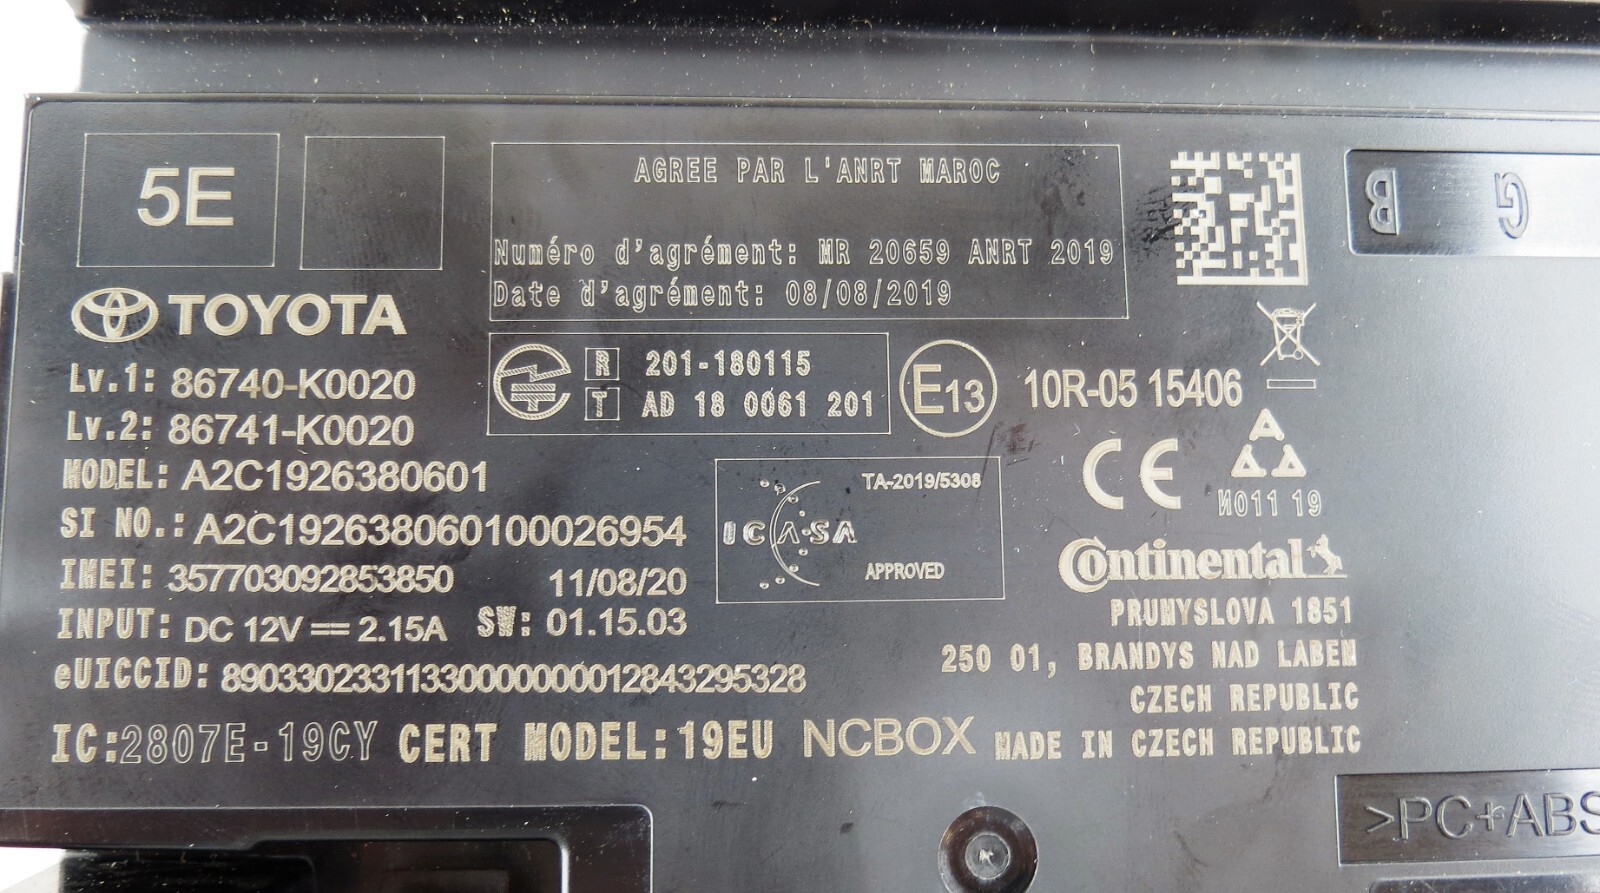 5E
AGREE PAR L'ANRT MAROC
Numéro d'agrément: MR 20659 ANRT 2019
Date d'agrément: 08/08/2019
B G
TOYOTA
Lv.1: 86740-K0020
Lv.2: 86741-K0020
MODEL: A2C1926380601
SI NO.: A2C192638060100026954
IMEI: 357703092853850 11/08/20
INPUT: DC 12V ⎓ 2.15A SW: 01.15.03
eUICCID: 89033023311330000000012843295328
IC:2807E-19CY CERT MODEL:19EU NCBOX
R 201-180115
T AD 18 0061 201
E13 10R-05 15406
CE
И011 19
ICASA
TA-2019/5308
APPROVED
Continental
PRUMYSLOVA 1851
250 01, BRANDYS NAD LABEN
CZECH REPUBLIC
MADE IN CZECH REPUBLIC
>PC+ABS